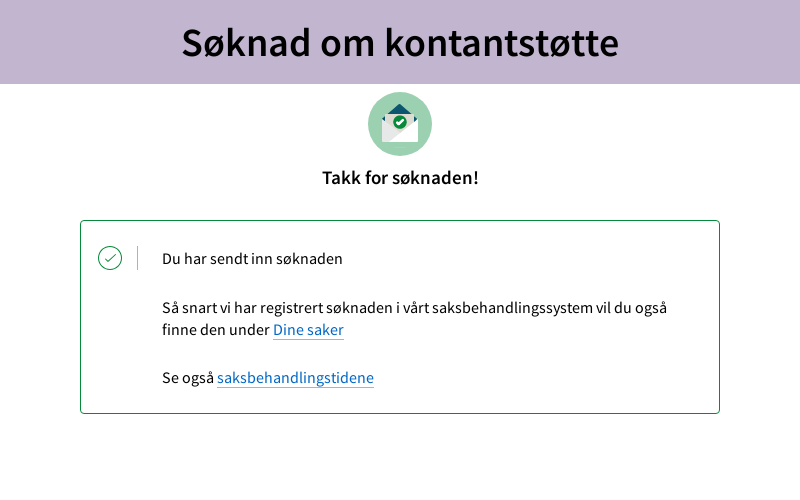 Søknad om kontantstøtte
Takk for søknaden!
Du har sendt inn søknaden
Så snart vi har registrert søknaden i vårt saksbehandlingssystem vil du også
finne den under Dine saker
Se også saksbehandlingstidene